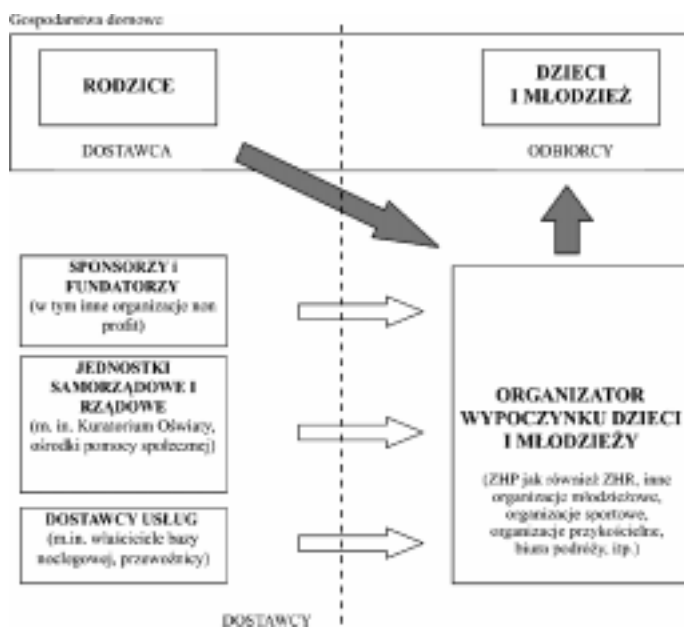 Gospodarstwa domowe
RODZICE
DZIECI
I MŁODZIEŻ
DOSTAWCA
ODBIORCY
SPONSORZY i
FUNDATORZY
(w tym inne organizacje non
profit)
JEDNOSTKI
SAMORZĄDOWE I
RZĄDOWE
(m. in. Kuratorium Oświaty,
ośrodki pomocy społecznej)
DOSTAWCY USŁUG
(m.in. właściciele bazy
noclegowej, przewoźnicy)
ORGANIZATOR
WYPOCZYNKU DZIECI
I MŁODZIEŻY
(ZHP jak również ZHR, inne
organizacje młodzieżowe,
organizacje sportowe,
organizacje przykościelne,
biura podróży, itp.)
DOSTAWCY